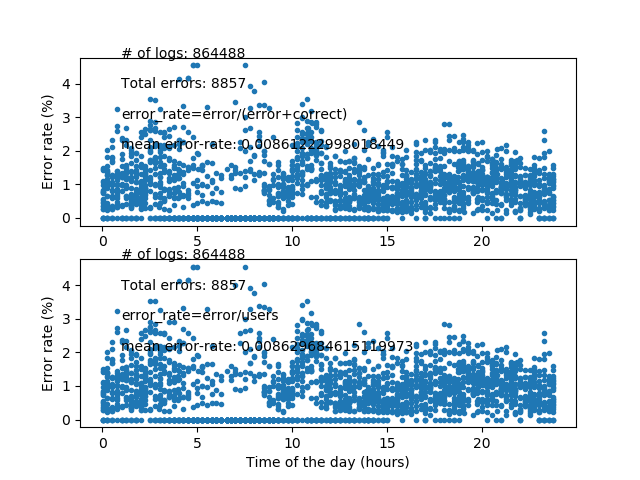 # of logs: 864488
Total errors: 8857
error_rate=error/(error+correct)
mean error-rate: 0.00861222998018449
Error rate (%)
4
3
2
1
0
0
5
10
15
20
# of logs: 864488
Total errors: 8857
error_rate=error/users
mean error-rate: 0.008629684615119973
Error rate (%)
4
3
2
1
0
0
5
10
15
20
Time of the day (hours)